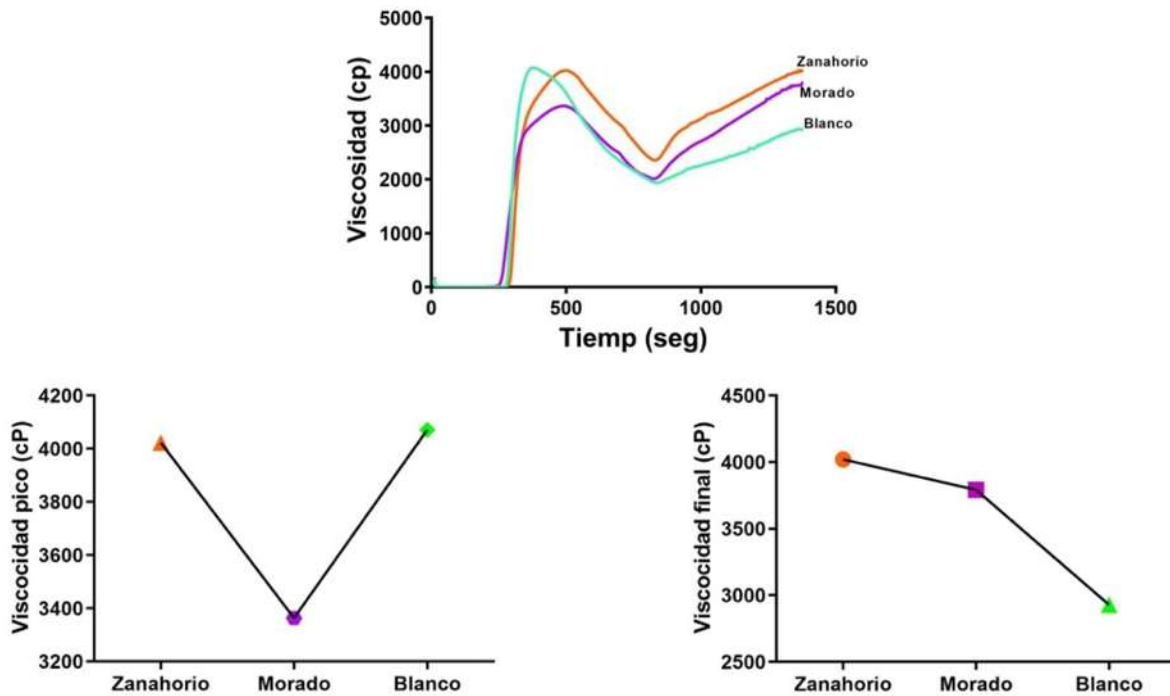 5000
4000
3000
2000
1000
0
Viscosidad (cp)
Zanahorio
Morado
Blanco
0 500 1000 1500
Tiemp (seg)
4200
4000
3800
3600
3400
3200
Viscocidad pico (cP)
Zanahorio Morado Blanco
4500
4000
3500
3000
2500
Viscocidad final (cP)
Zanahorio Morado Blanco